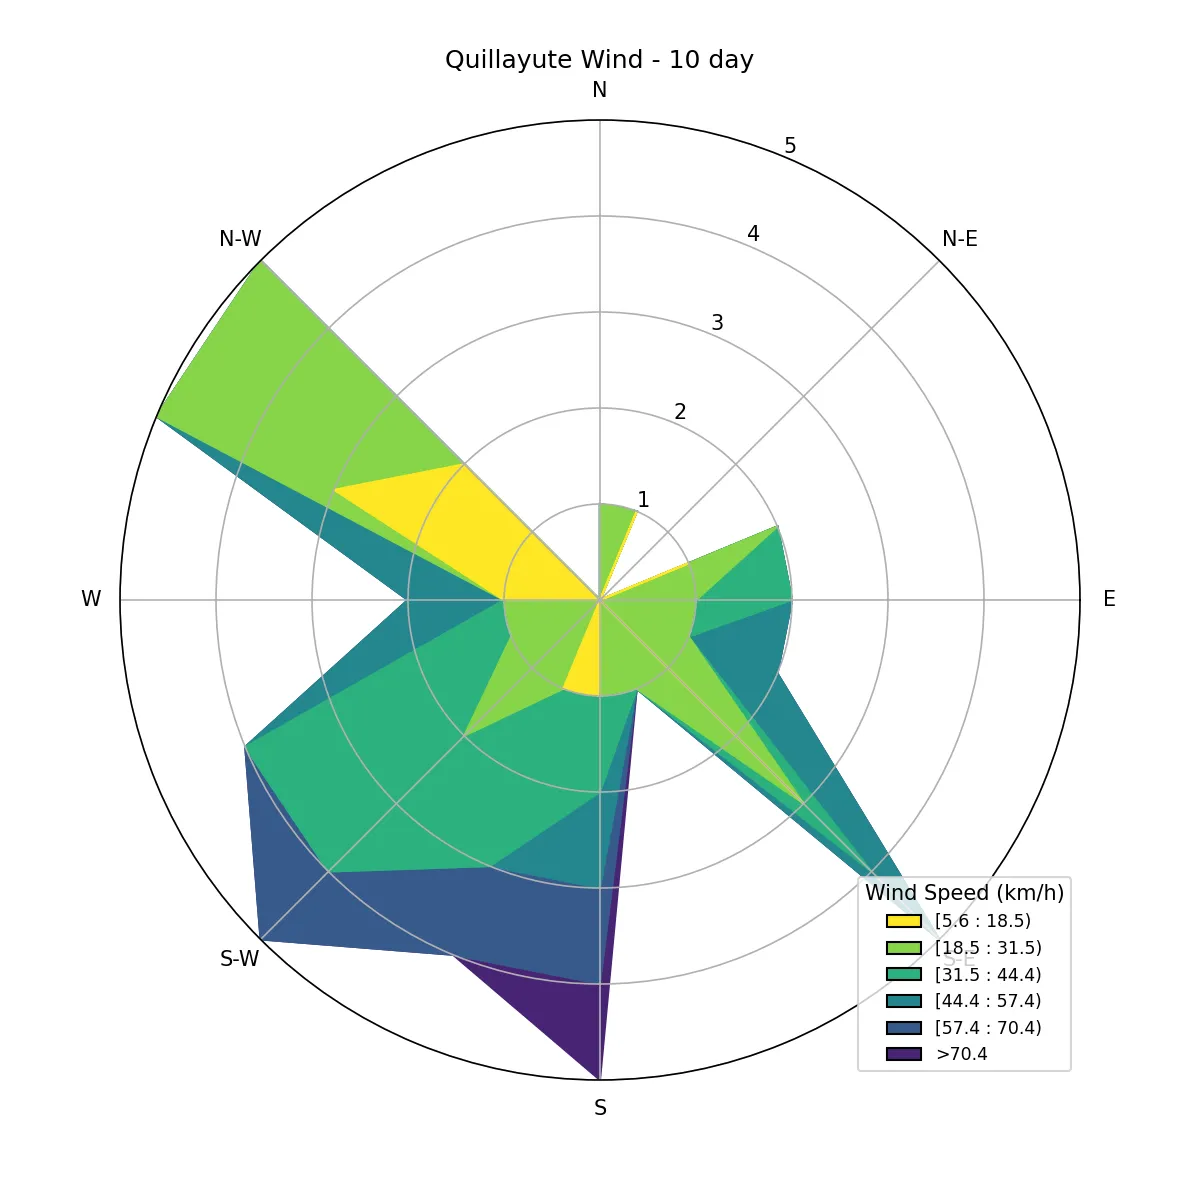 Quillayute Wind - 10 day
N
5
N-W
4
N-E
3
2
1
W
E
Wind Speed (km/h)
[5.6 : 18.5)
[18.5 : 31.5)
[31.5 : 44.4)
[44.4 : 57.4)
[57.4 : 70.4)
>70.4
S-W
S-E
S